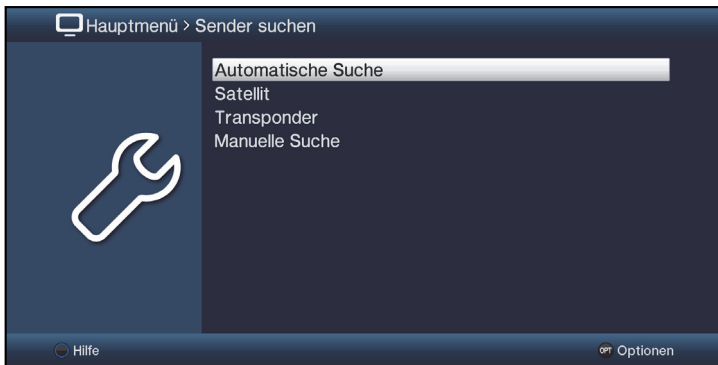 Hauptmenü > Sender suchen
Automatische Suche
Satellit
Transponder
Manuelle Suche
Hilfe
OPT Optionen